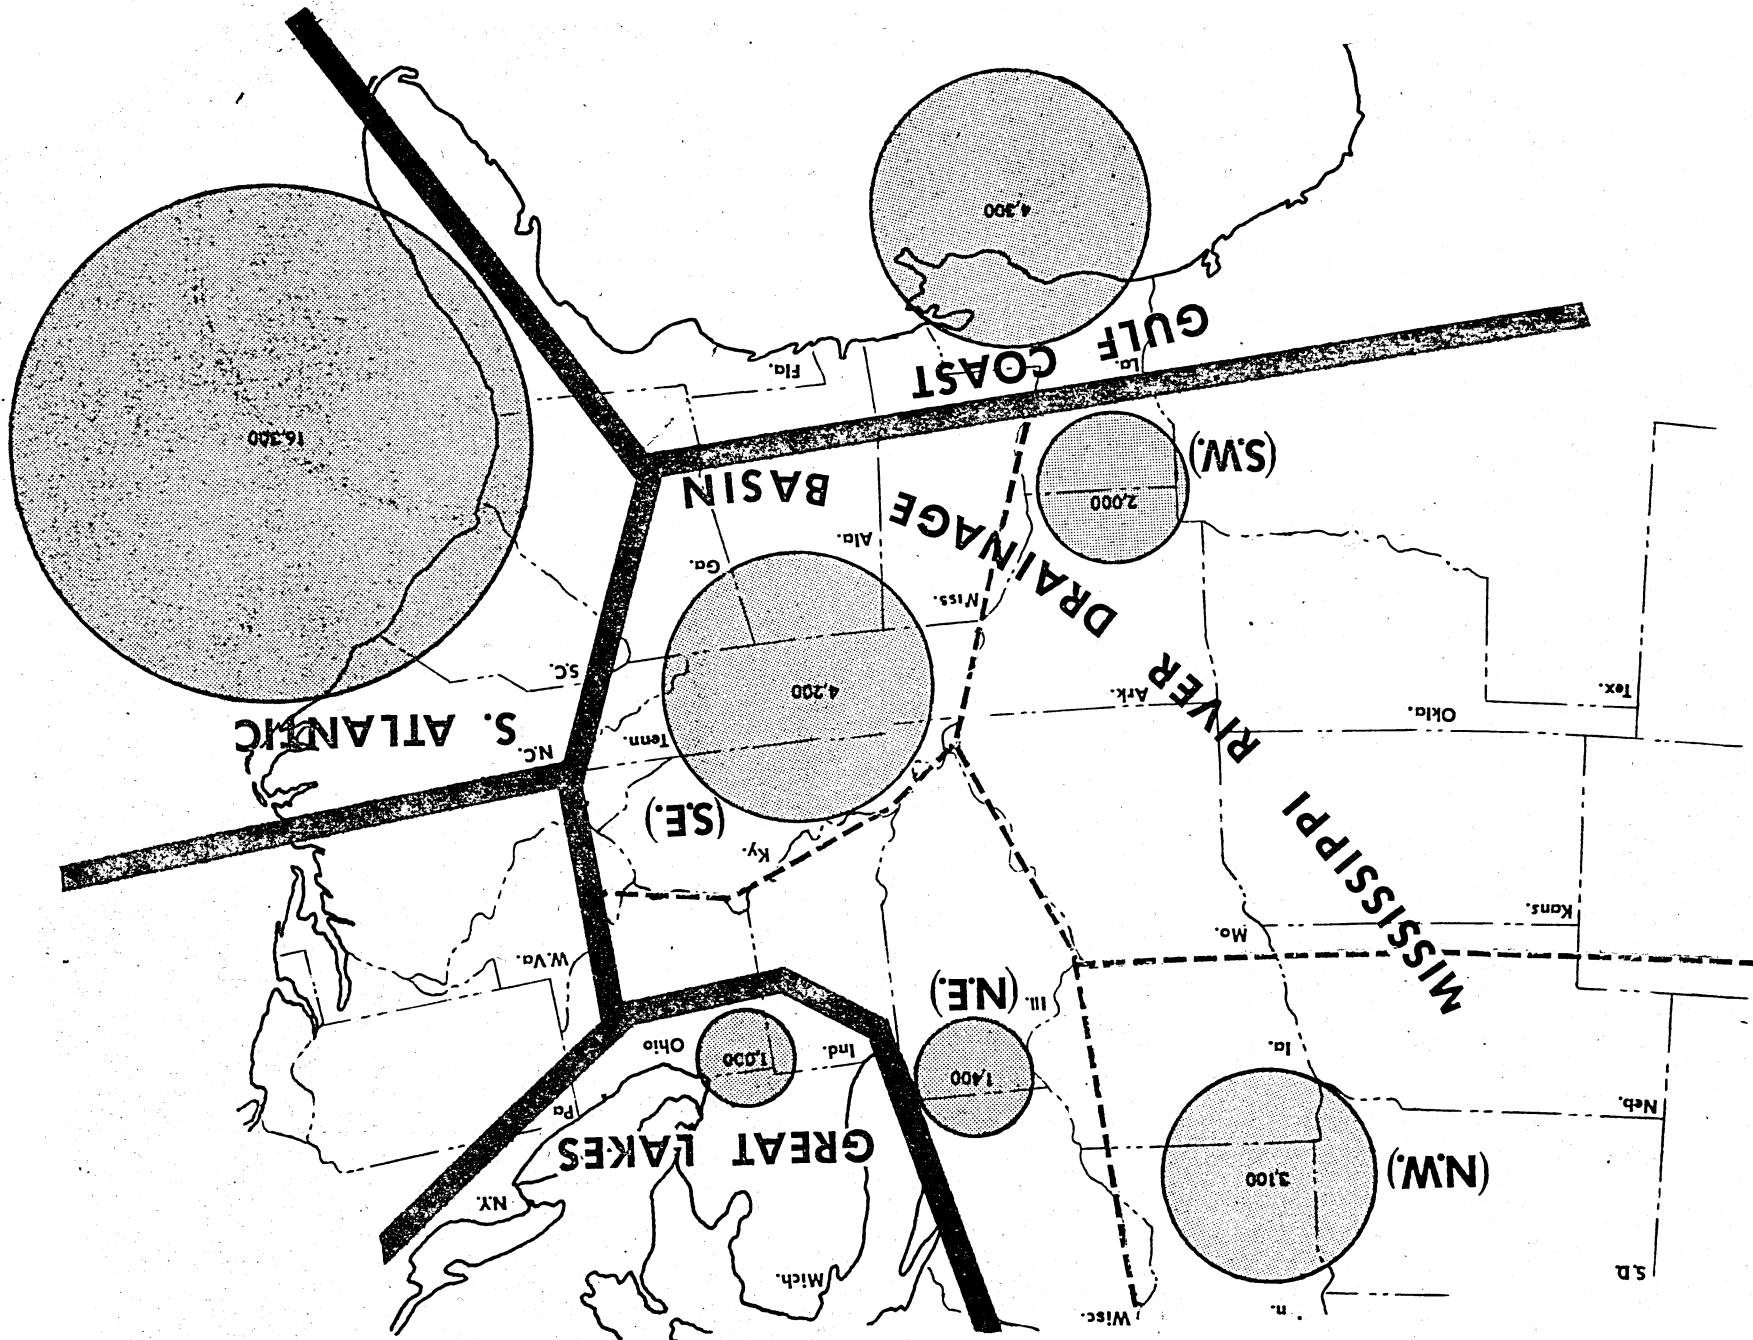 n.
Wisc.
Mich.
S.D.
N.Y.
(N.W.)
3,100
GREAT LAKES
Neb.
Pa
1,400
1,000
Ia.
Ind.
Ohio
Ill.
(N.E.)
MISSISSIPPI RIVER DRAINAGE BASIN
W.Va.
Mo.
Kans.
Ky.
(S.E.)
Tenn.
N.C.
S. ATLANTIC
Okla.
Ark.
Tex.
4,200
S.C.
Miss.
Ga.
Ala.
2,000
(S.W.)
16,300
Fla.
La.
GULF COAST
4,300